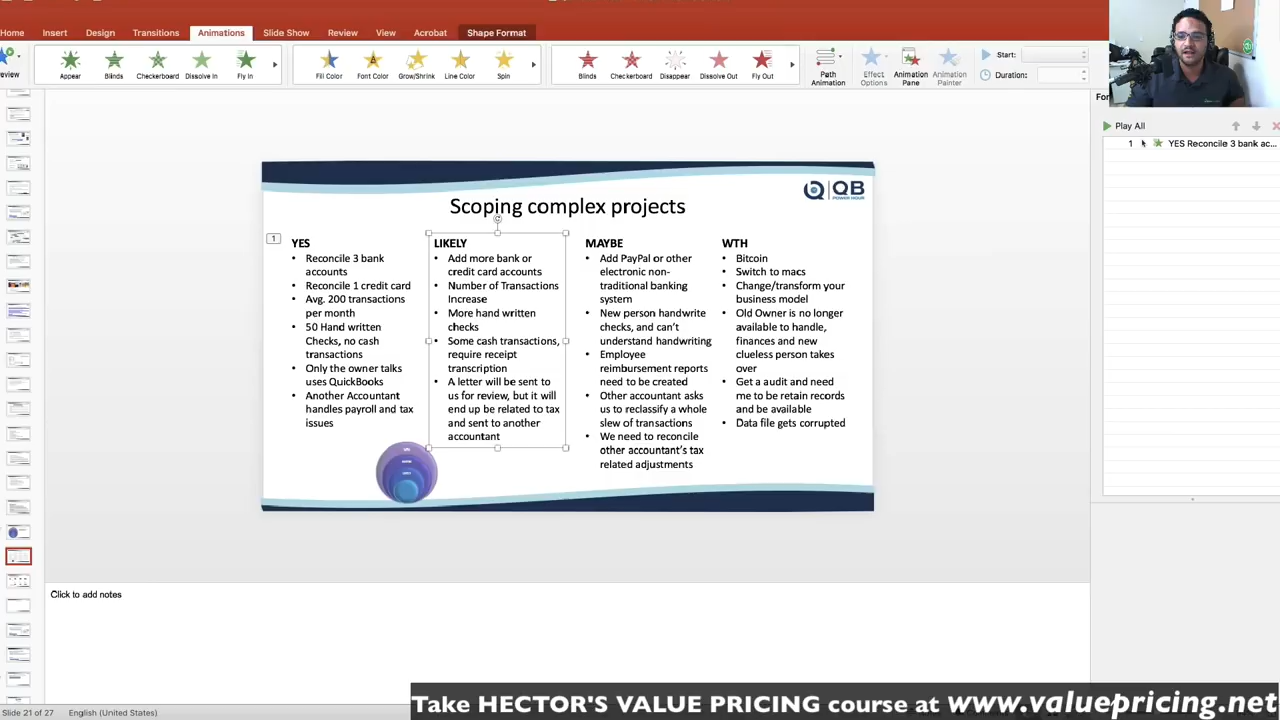 Home Insert Design Transitions Animations Slide Show Review View Acrobat Shape Format
Appear Blinds Checkerboard Dissolve In Fly In
Fill Color Font Color Grow/Shrink Line Color Spin
Blinds Checkerboard Disappear Dissolve Out Fly Out
Path Animation
Effect Options
Animation Pane
Animation Painter
Start:
Duration:
Play All
1 YES Reconcile 3 bank ac...
QB
POWER HOUR
Scoping complex projects
1
YES
• Reconcile 3 bank
accounts
• Reconcile 1 credit card
• Avg. 200 transactions
per month
• 50 Hand written
Checks, no cash
transactions
• Only the owner talks
uses QuickBooks
• Another Accountant
handles payroll and tax
issues
LIKELY
• Add more bank or
credit card accounts
• Number of Transactions
Increase
• More hand written
checks
• Some cash transactions,
require receipt
transcription
• A letter will be sent to
us for review, but it will
end up be related to tax
and sent to another
accountant
MAYBE
• Add PayPal or other
electronic non-
traditional banking
system
• New person handwrite
checks, and can't
understand handwriting
• Employee
reimbursement reports
need to be created
• Other accountant asks
us to reclassify a whole
slew of transactions
• We need to reconcile
other accountant's tax
related adjustments
WTH
• Bitcoin
• Switch to macs
• Change/transform your
business model
• Old Owner is no longer
available to handle,
finances and new
clueless person takes
over
• Get a audit and need
me to be retain records
and be available
• Data file gets corrupted
Click to add notes
Take HECTOR'S VALUE PRICING course at www.valuepricing.net
Slide 21 of 27 English (United States)